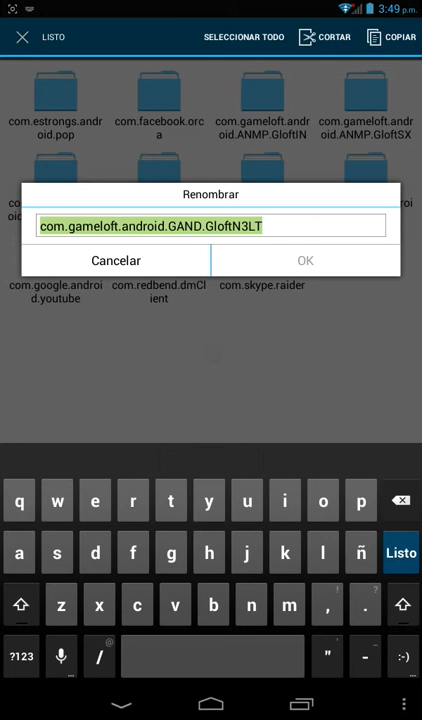 3:49 p.m.
LISTO
SELECCIONAR TODO
CORTAR
COPIAR
com.estrongs.andr
oid.pop
com.facebook.orc
a
com.gameloft.andr
oid.ANMP.GloftIN
com.gameloft.andr
oid.ANMP.GloftSX
Renombrar
com.gameloft.android.GAND.GloftN3LT
Cancelar
OK
com.google.androi
d.youtube
com.redbend.dmCl
ient
com.skype.raider
q w e r t y u i o p
a s d f g h j k l ñ Listo
z x c v b n m , ! . ?
?123 / @ " ' - _ :-)